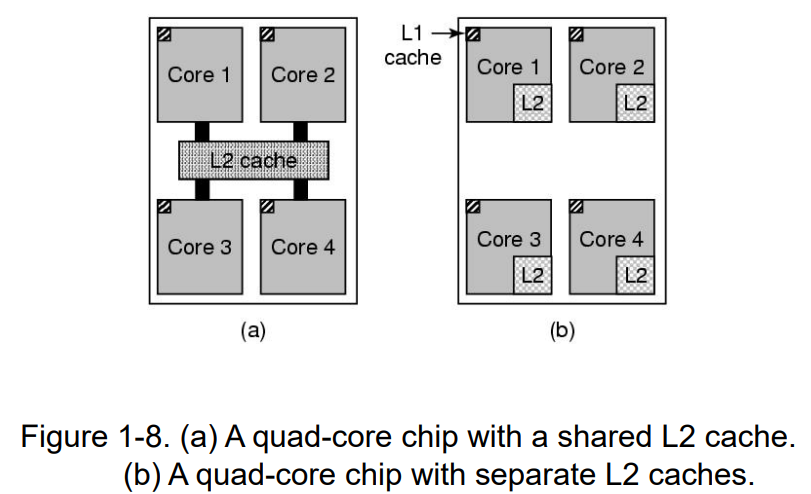 Core 1
Core 2
L2 cache
Core 3
Core 4
(a)
L1
cache
Core 1
L2
Core 2
L2
Core 3
L2
Core 4
L2
(b)
Figure 1-8. (a) A quad-core chip with a shared L2 cache.
(b) A quad-core chip with separate L2 caches.